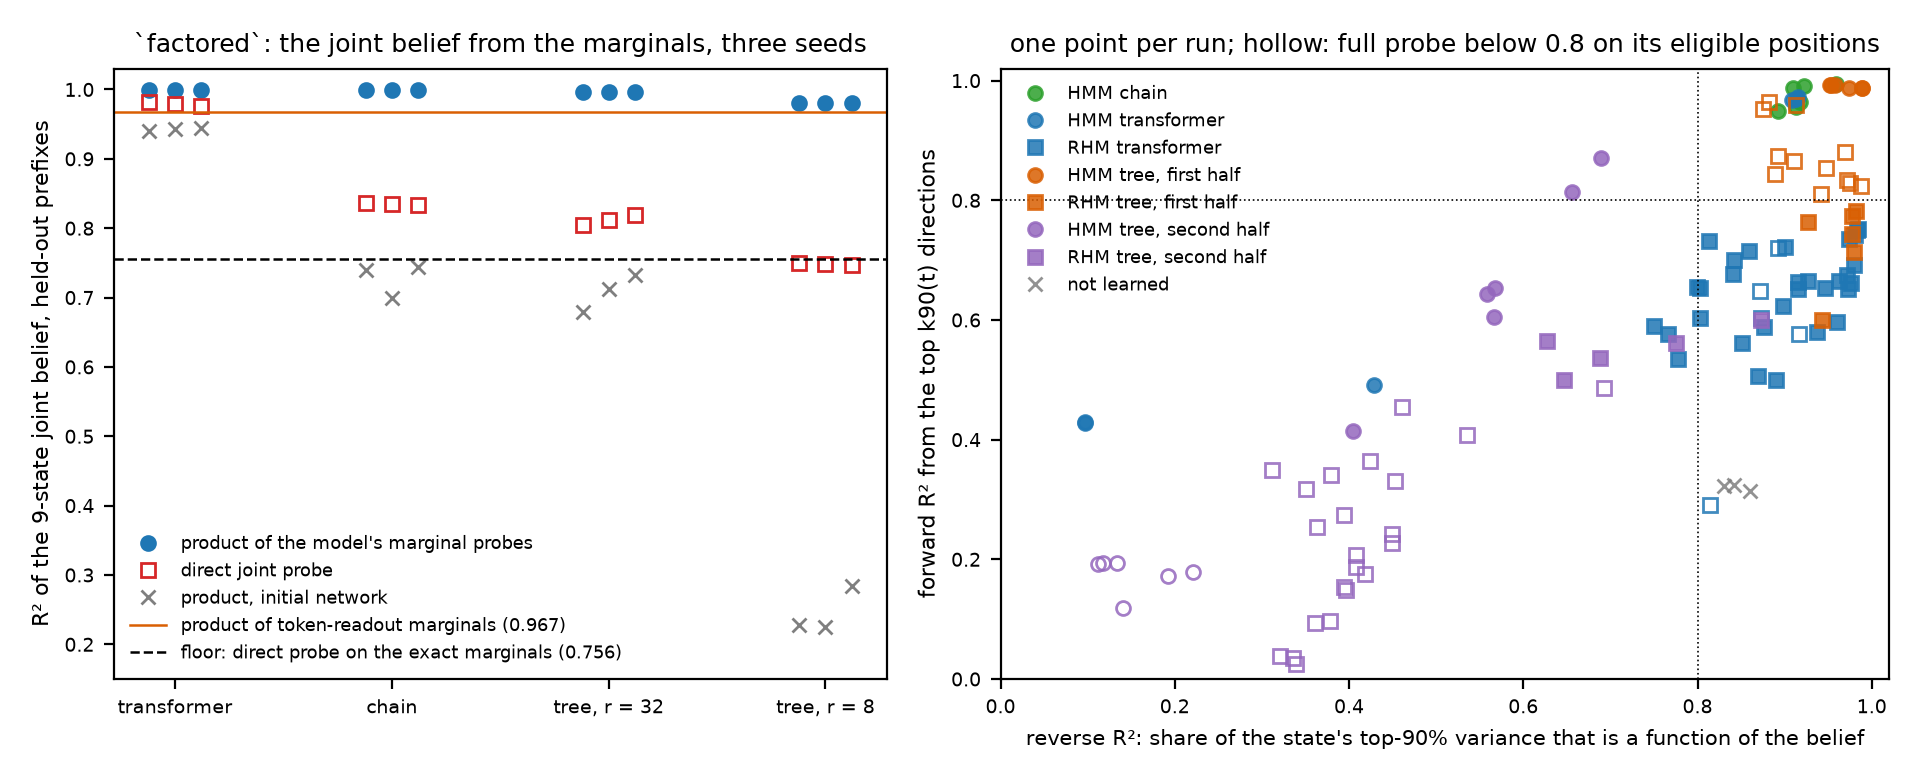 `factored`: the joint belief from the marginals, three seeds
R² of the 9-state joint belief, held-out prefixes
1.0
0.9
0.8
0.7
0.6
0.5
0.4
0.3
0.2
product of the model's marginal probes
direct joint probe
product, initial network
product of token-readout marginals (0.967)
floor: direct probe on the exact marginals (0.756)
transformer
chain
tree, r = 32
tree, r = 8
one point per run; hollow: full probe below 0.8 on its eligible positions
forward R² from the top k90(t) directions
1.0
0.8
0.6
0.4
0.2
0.0
HMM chain
HMM transformer
RHM transformer
HMM tree, first half
RHM tree, first half
HMM tree, second half
RHM tree, second half
not learned
0.0
0.2
0.4
0.6
0.8
1.0
reverse R²: share of the state's top-90% variance that is a function of the belief